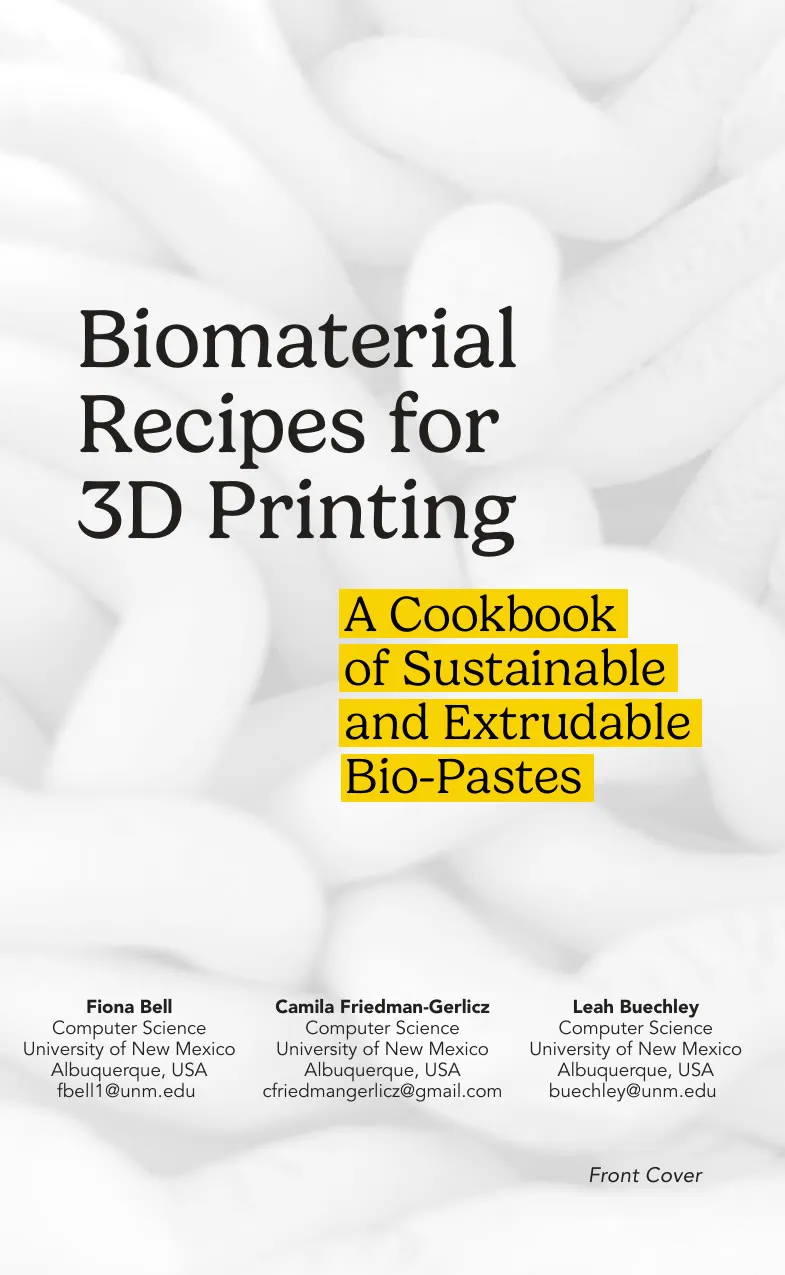 Biomaterial
Recipes for
3D Printing
A Cookbook
of Sustainable
and Extrudable
Bio-Pastes
Fiona Bell
Computer Science
University of New Mexico
Albuquerque, USA
fbell1@unm.edu
Camila Friedman-Gerlicz
Computer Science
University of New Mexico
Albuquerque, USA
cfriedmangerlicz@gmail.com
Leah Buechley
Computer Science
University of New Mexico
Albuquerque, USA
buechley@unm.edu
Front Cover